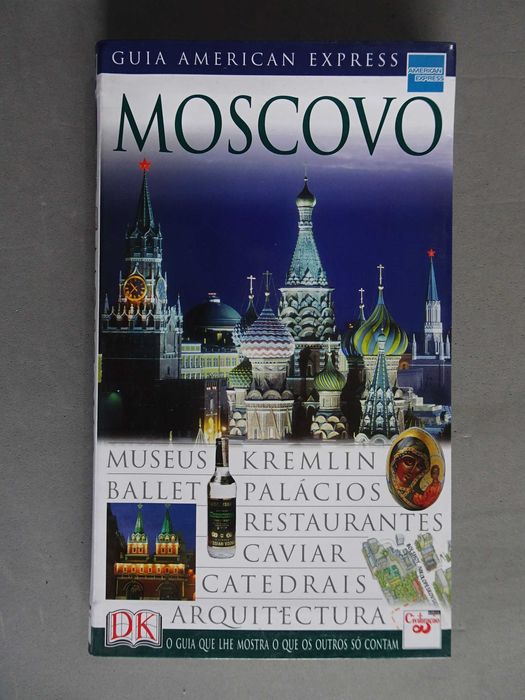 GUIA AMERICAN EXPRESS
AMERICAN
EXPRESS
MOSCOVO
MUSEUS KREMLIN
BALLET PALÁCIOS
RESTAURANTES
CAVIAR
CATEDRAIS
ARQUITECTURA
DK
Civilização
O GUIA QUE LHE MOSTRA O QUE OS OUTROS SÓ CONTAM